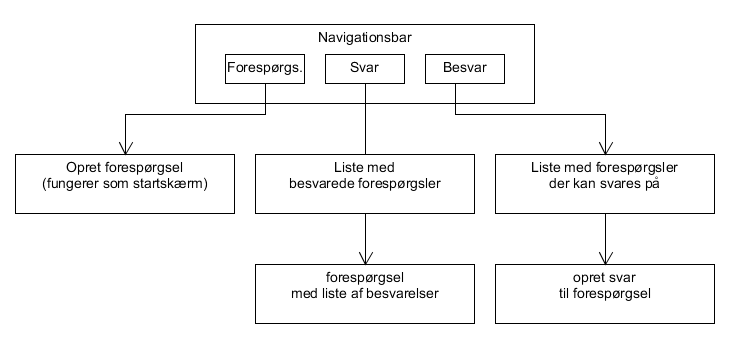 Navigationsbar
Forespørgs.
Svar
Besvar
Opret forespørgsel
(fungerer som startskærm)
Liste med
besvarede forespørgsler
Liste med forespørgsler
der kan svares på
forespørgsel
med liste af besvarelser
opret svar
til forespørgsel